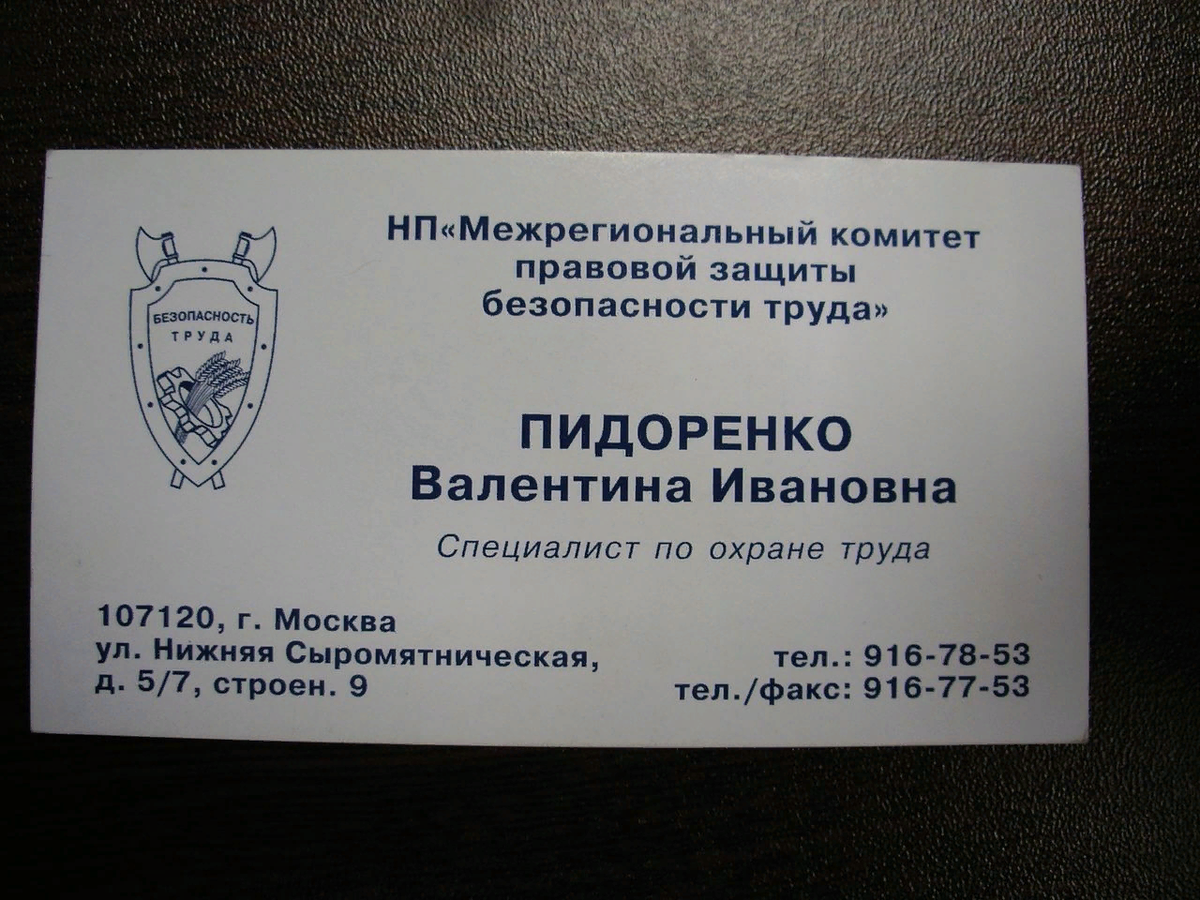 БЕЗОПАСНОСТЬ
ТРУДА
НП«Межрегиональный комитет
правовой защиты
безопасности труда»
ПИДОРЕНКО
Валентина Ивановна
Специалист по охране труда
107120, г. Москва
ул. Нижняя Сыромятническая,
д. 5/7, строен. 9
тел.: 916-78-53
тел./факс: 916-77-53